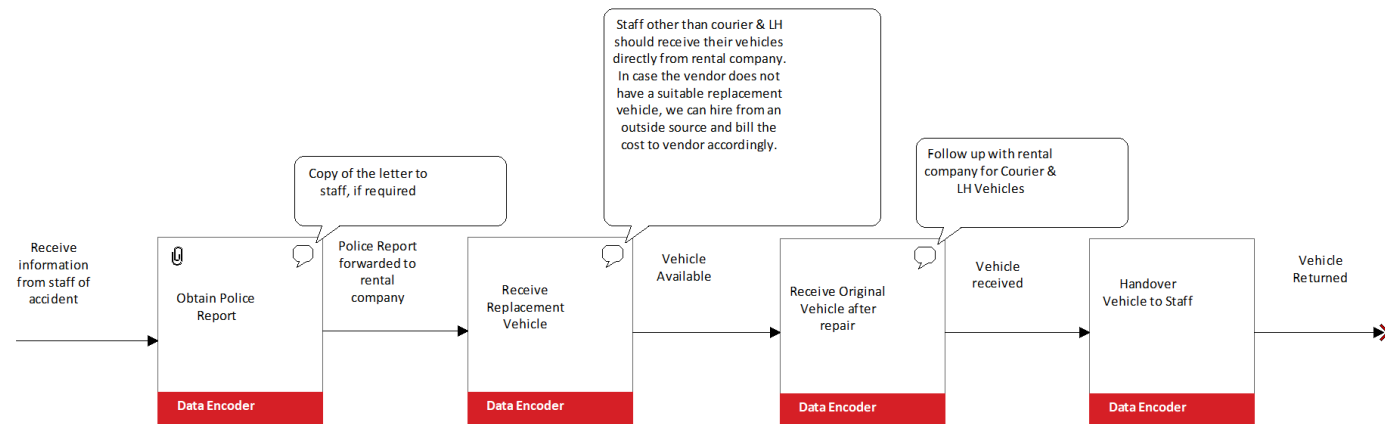 Staff other than courier & LH
should receive their vehicles
directly from rental company.
In case the vendor does not
have a suitable replacement
vehicle, we can hire from an
outside source and bill the
cost to vendor accordingly.
Copy of the letter to
staff, if required
Follow up with rental
company for Courier &
LH Vehicles
Receive
information
from staff of
accident
Obtain Police
Report
Data Encoder
Police Report
forwarded to
rental
company
Receive
Replacement
Vehicle
Data Encoder
Vehicle
Available
Receive Original
Vehicle after
repair
Data Encoder
Vehicle
received
Handover
Vehicle to Staff
Data Encoder
Vehicle
Returned